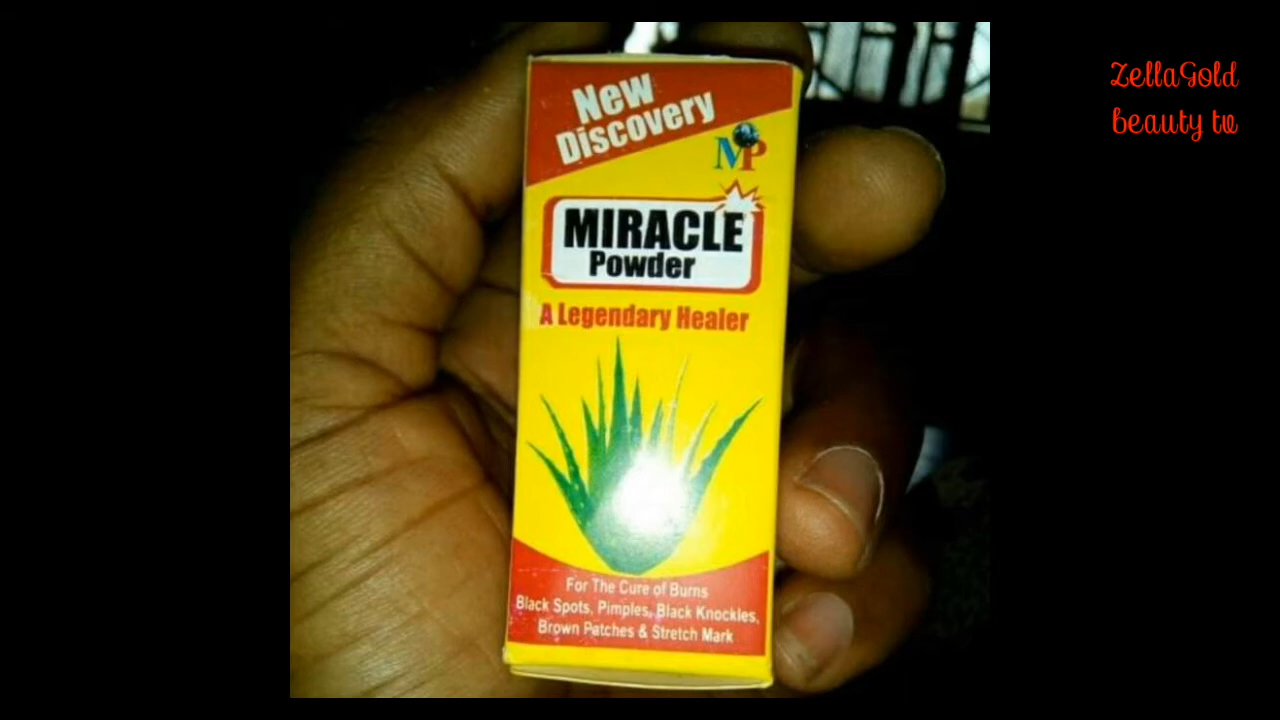 New
Discovery
MP
MIRACLE
Powder
A Legendary Healer
For The Cure of Burns
Black Spots, Pimples, Black Knockles,
Brown Patches & Stretch Mark
ZellaGold
beauty tv